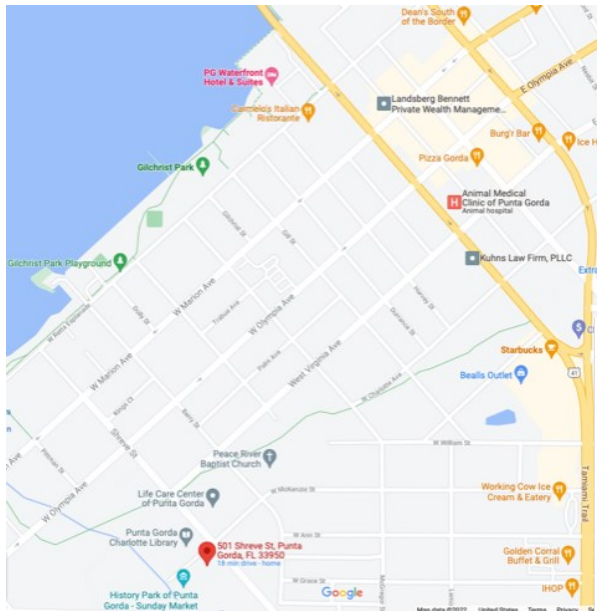 Dean's South
of the Border
E Olympia Ave
Nesbit St
PG Waterfront
Hotel & Suites
Carmelo's Italian
Ristorante
Landsberg Bennett
Private Wealth Manageme...
Burg'r Bar
Ice H
Pizza Gorda
Gilchrist Park
Animal Medical
Clinic of Punta Gorda
Animal hospital
Gilchrist St
Gill St
Kuhns Law Firm, PLLC
Gilchrist Park Playground
Extra
W Marion Ave
Harvey St
W Retta Esplanade
Trabue Ave
W Olympia Ave
Durrance St
Dolly St
Starbucks
41
W Marion Ave
Palm Ave
West Virginia Ave
Bealls Outlet
W Charlotte Ave
Kings Ct
Berry St
Shreve St
W William St
Pittman St
Peace River
Baptist Church
W Olympia Ave
McKenzie St
Working Cow Ice
Cream & Eatery
Tamiami Trail
Life Care Center
of Punta Gorda
Punta Gorda
Charlotte Library
W Ann St
501 Shreve St, Punta
Gorda, FL 33950
18 min drive - home
Golden Corral
Buffet & Grill
History Park of Punta
Gorda - Sunday Market
W Grace St
McGregor St
IHOP
Google
Map data ©2022 United States Terms Privacy